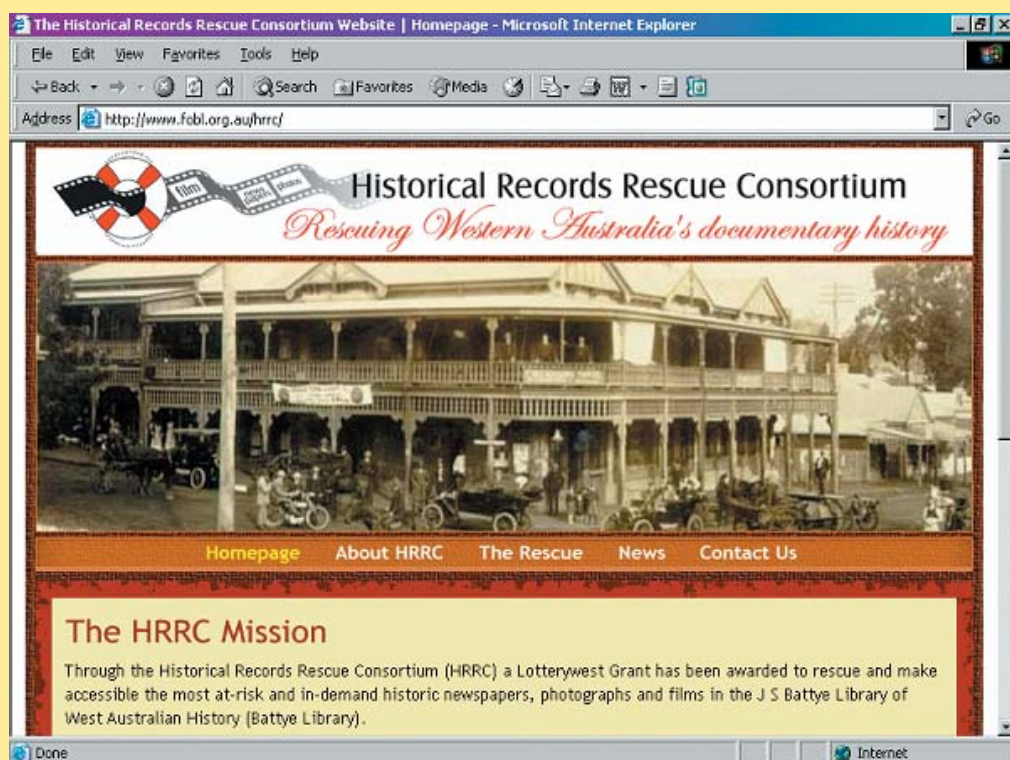 The Historical Records Rescue Consortium Website | Homepage - Microsoft Internet Explorer
File Edit View Favorites Tools Help
Back Search Favorites Media
Address http://www.fobl.org.au/hrrc/ Go
film
news papers
photos
Historical Records Rescue Consortium
Rescuing Western Australia's documentary history
Homepage About HRRC The Rescue News Contact Us
The HRRC Mission
Through the Historical Records Rescue Consortium (HRRC) a Lotterywest Grant has been awarded to rescue and make
accessible the most at-risk and in-demand historic newspapers, photographs and films in the J S Battye Library of
West Australian History (Battye Library).
Done Internet